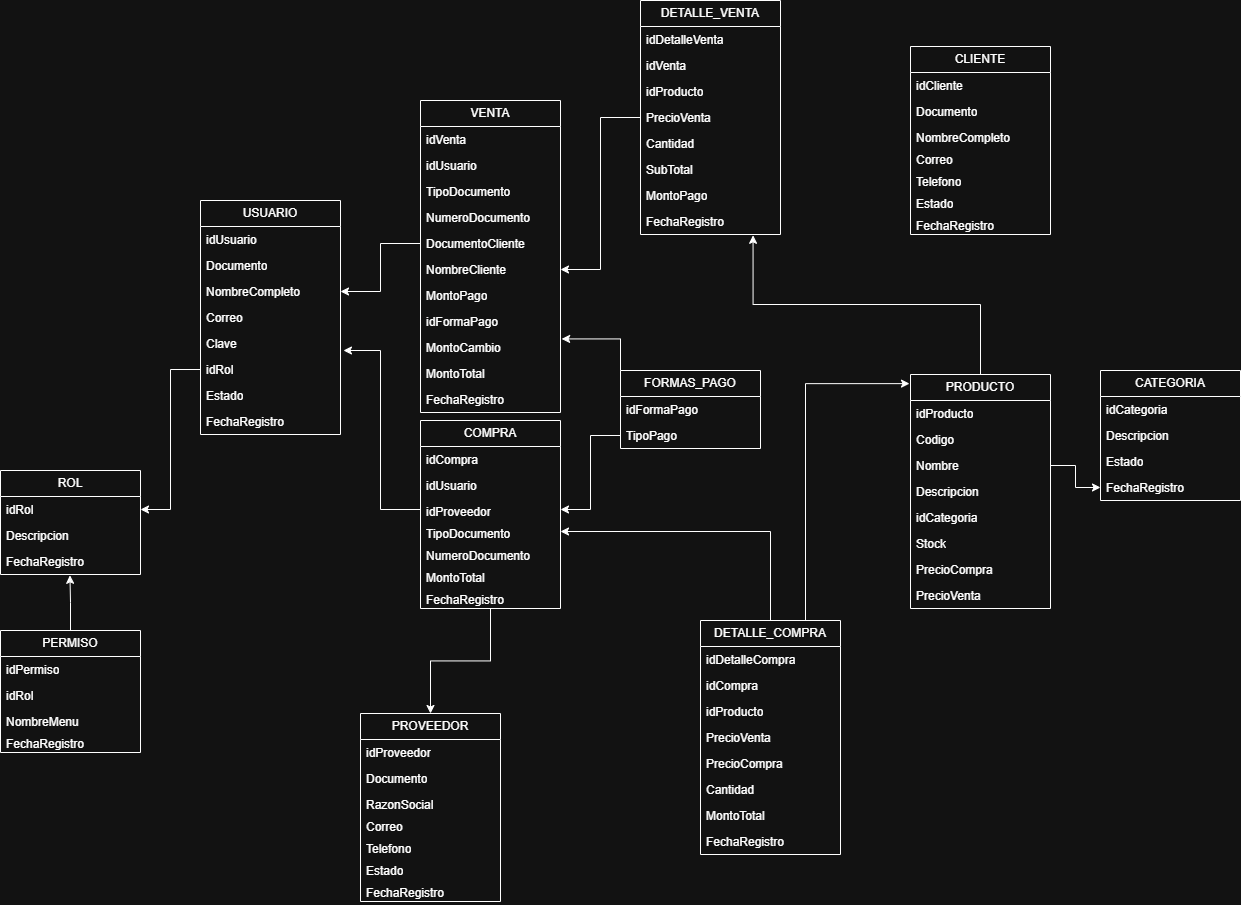 DETALLE_VENTA
idDetalleVenta
idVenta
idProducto
PrecioVenta
Cantidad
SubTotal
MontoPago
FechaRegistro
CLIENTE
idCliente
Documento
NombreCompleto
Correo
Telefono
Estado
FechaRegistro
VENTA
idVenta
idUsuario
TipoDocumento
NumeroDocumento
DocumentoCliente
NombreCliente
MontoPago
idFormaPago
MontoCambio
MontoTotal
FechaRegistro
USUARIO
idUsuario
Documento
NombreCompleto
Correo
Clave
idRol
Estado
FechaRegistro
FORMAS_PAGO
idFormaPago
TipoPago
PRODUCTO
idProducto
Codigo
Nombre
Descripcion
idCategoria
Stock
PrecioCompra
PrecioVenta
CATEGORIA
idCategoria
Descripcion
Estado
FechaRegistro
COMPRA
idCompra
idUsuario
idProveedor
TipoDocumento
NumeroDocumento
MontoTotal
FechaRegistro
ROL
idRol
Descripcion
FechaRegistro
PERMISO
idPermiso
idRol
NombreMenu
FechaRegistro
DETALLE_COMPRA
idDetalleCompra
idCompra
idProducto
PrecioVenta
PrecioCompra
Cantidad
MontoTotal
FechaRegistro
PROVEEDOR
idProveedor
Documento
RazonSocial
Correo
Telefono
Estado
FechaRegistro